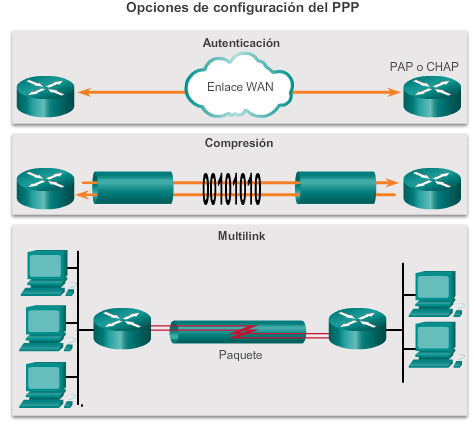 Opciones de configuración del PPP
Autenticación
PAP o CHAP
Enlace WAN
Compresión
00101010
Multilink
Paquete